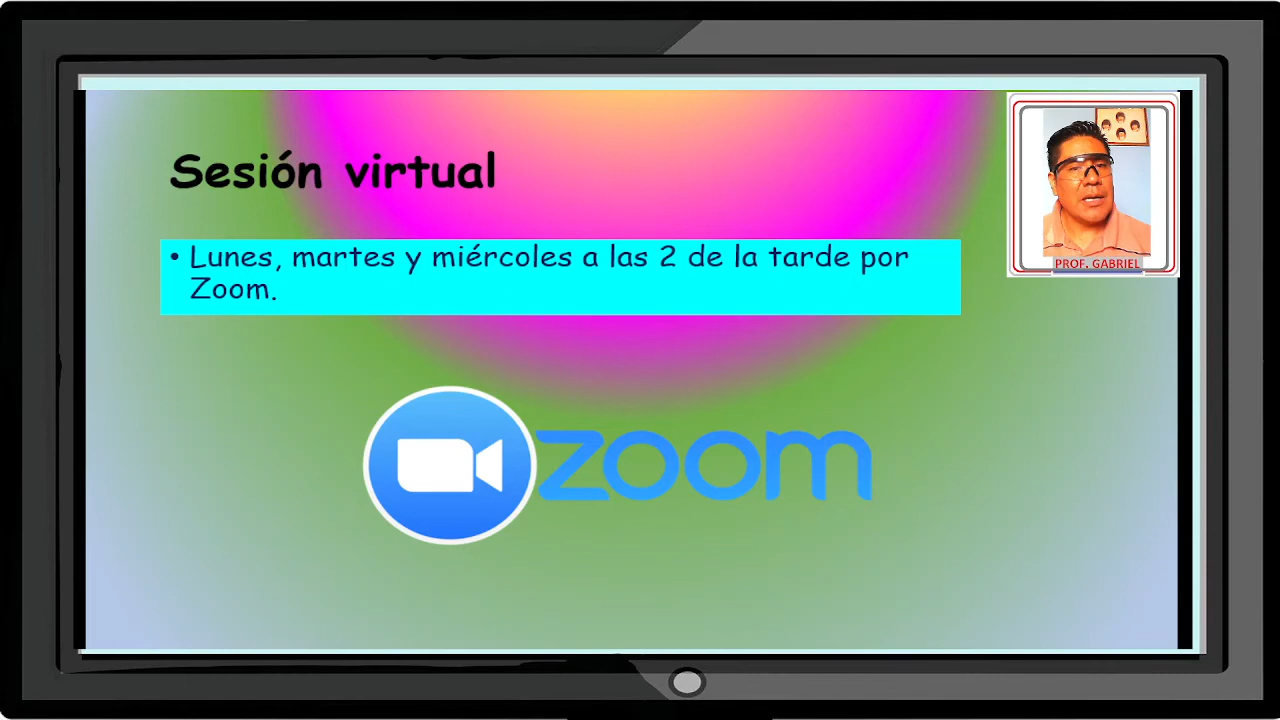 Sesión virtual
• Lunes, martes y miércoles a las 2 de la tarde por
Zoom.
PROF. GABRIEL
zoom